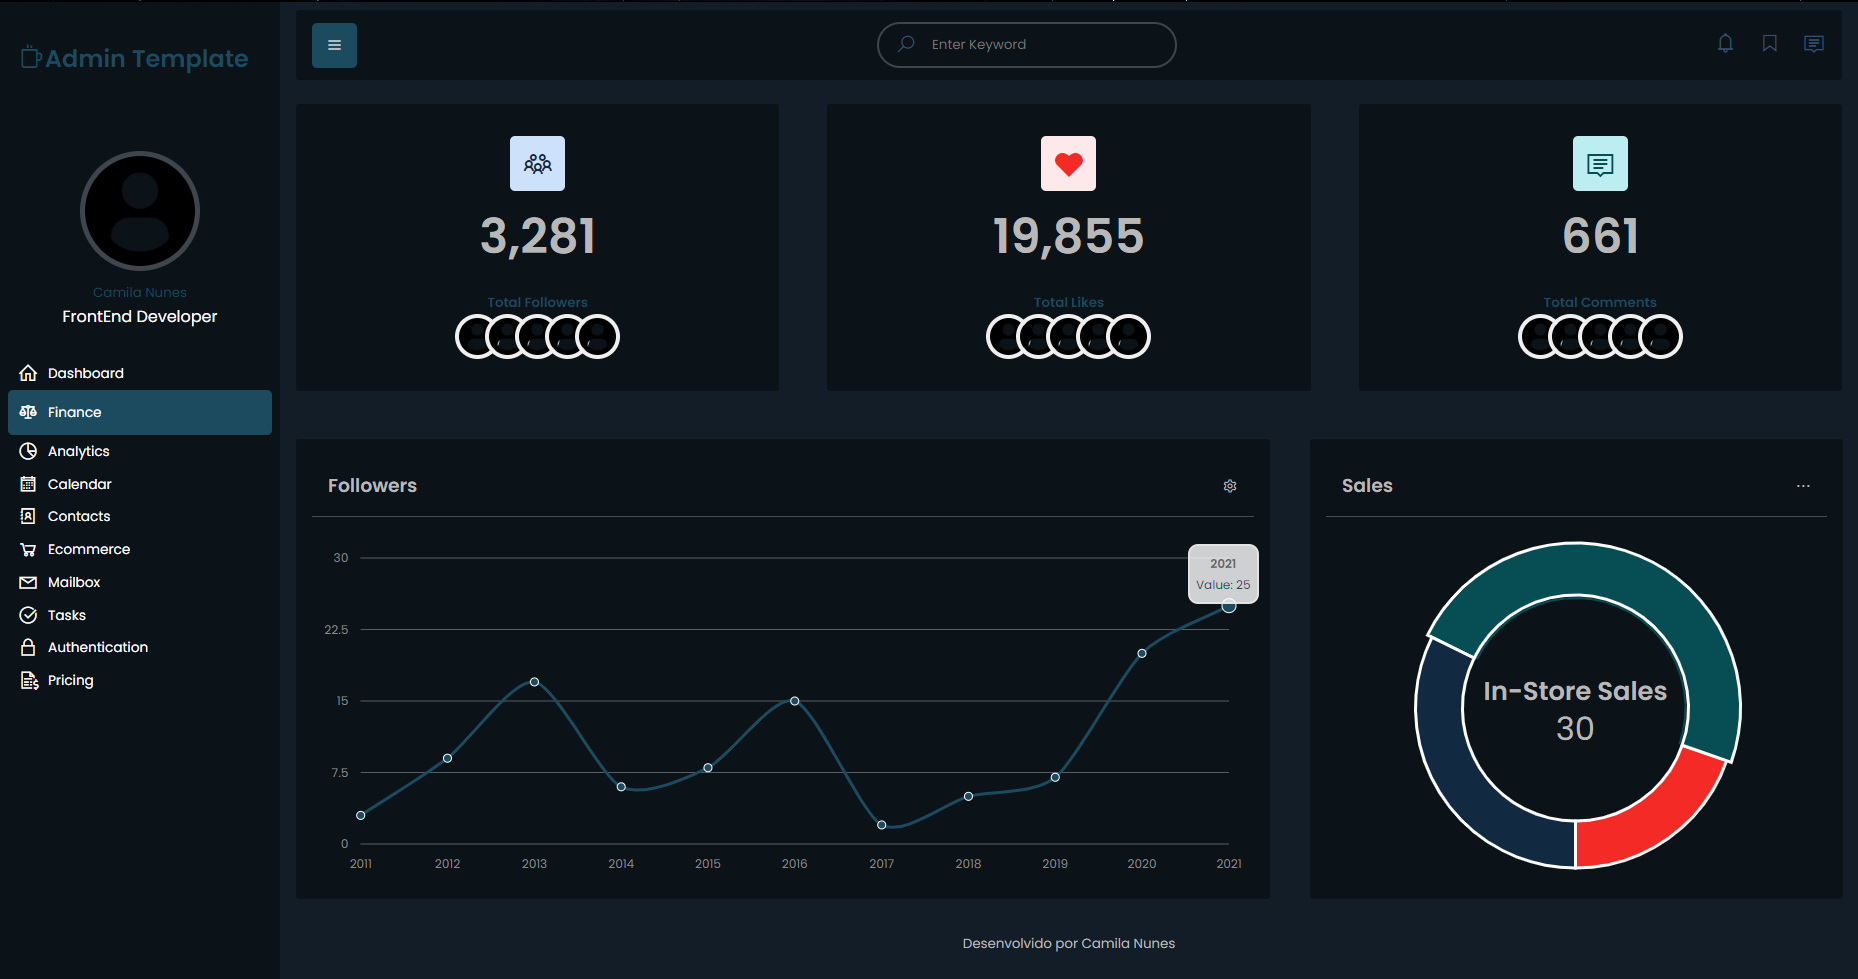 Admin Template
Enter Keyword
Camila Nunes
FrontEnd Developer
Dashboard
Finance
Analytics
Calendar
Contacts
Ecommerce
Mailbox
Tasks
Authentication
Pricing
3,281
Total Followers
19,855
Total Likes
661
Total Comments
Followers
30
22.5
15
7.5
0
2011 2012 2013 2014 2015 2016 2017 2018 2019 2020 2021
2021
Value: 25
Sales
...
In-Store Sales
30
Desenvolvido por Camila Nunes